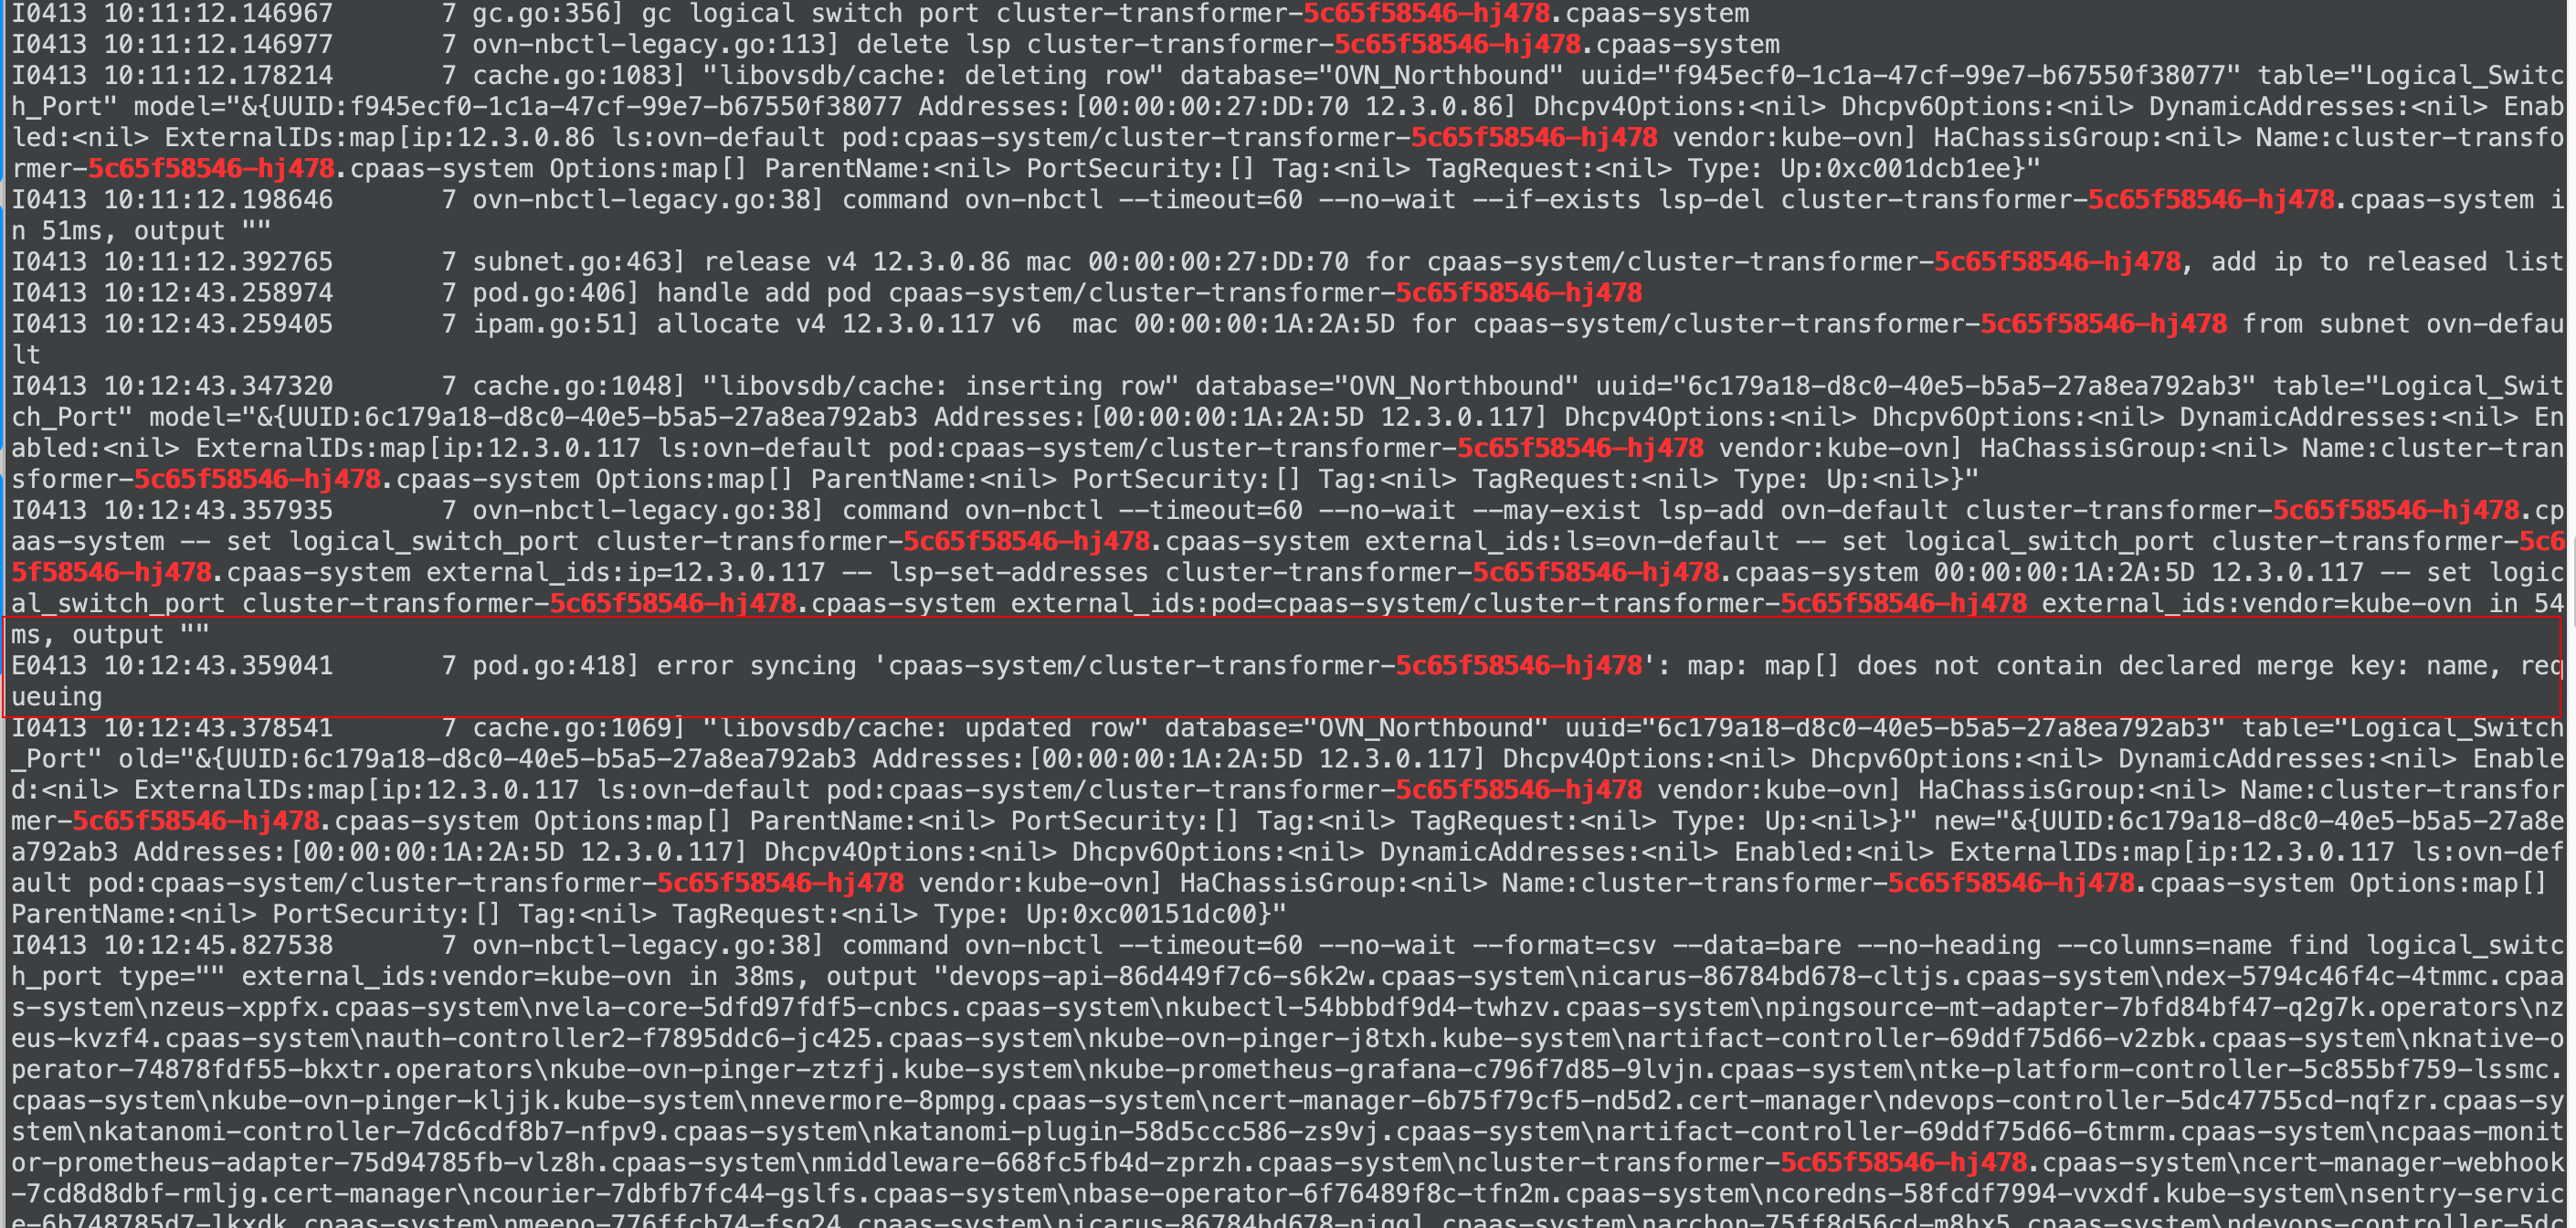 I0413 10:11:12.146967       7 gc.go:356] gc logical switch port cluster-transformer-5c65f58546-hj478.cpaas-system
I0413 10:11:12.146977       7 ovn-nbctl-legacy.go:113] delete lsp cluster-transformer-5c65f58546-hj478.cpaas-system
I0413 10:11:12.178214       7 cache.go:1083] "libovsdb/cache: deleting row" database="OVN_Northbound" uuid="f945ecf0-1c1a-47cf-99e7-b67550f38077" table="Logical_Switc
h_Port" model="&{UUID:f945ecf0-1c1a-47cf-99e7-b67550f38077 Addresses:[00:00:00:27:DD:70 12.3.0.86] Dhcpv4Options:<nil> Dhcpv6Options:<nil> DynamicAddresses:<nil> Enab
led:<nil> ExternalIDs:map[ip:12.3.0.86 ls:ovn-default pod:cpaas-system/cluster-transformer-5c65f58546-hj478 vendor:kube-ovn] HaChassisGroup:<nil> Name:cluster-transfo
rmer-5c65f58546-hj478.cpaas-system Options:map[] ParentName:<nil> PortSecurity:[] Tag:<nil> TagRequest:<nil> Type: Up:0xc001dcb1ee}"
I0413 10:11:12.198646       7 ovn-nbctl-legacy.go:38] command ovn-nbctl --timeout=60 --no-wait --if-exists lsp-del cluster-transformer-5c65f58546-hj478.cpaas-system i
n 51ms, output ""
I0413 10:11:12.392765       7 subnet.go:463] release v4 12.3.0.86 mac 00:00:00:27:DD:70 for cpaas-system/cluster-transformer-5c65f58546-hj478, add ip to released list
I0413 10:12:43.258974       7 pod.go:406] handle add pod cpaas-system/cluster-transformer-5c65f58546-hj478
I0413 10:12:43.259405       7 ipam.go:51] allocate v4 12.3.0.117 v6  mac 00:00:00:1A:2A:5D for cpaas-system/cluster-transformer-5c65f58546-hj478 from subnet ovn-defau
lt
I0413 10:12:43.347320       7 cache.go:1048] "libovsdb/cache: inserting row" database="OVN_Northbound" uuid="6c179a18-d8c0-40e5-b5a5-27a8ea792ab3" table="Logical_Swit
ch_Port" model="&{UUID:6c179a18-d8c0-40e5-b5a5-27a8ea792ab3 Addresses:[00:00:00:1A:2A:5D 12.3.0.117] Dhcpv4Options:<nil> Dhcpv6Options:<nil> DynamicAddresses:<nil> En
abled:<nil> ExternalIDs:map[ip:12.3.0.117 ls:ovn-default pod:cpaas-system/cluster-transformer-5c65f58546-hj478 vendor:kube-ovn] HaChassisGroup:<nil> Name:cluster-tran
sformer-5c65f58546-hj478.cpaas-system Options:map[] ParentName:<nil> PortSecurity:[] Tag:<nil> TagRequest:<nil> Type: Up:<nil>}"
I0413 10:12:43.357935       7 ovn-nbctl-legacy.go:38] command ovn-nbctl --timeout=60 --no-wait --may-exist lsp-add ovn-default cluster-transformer-5c65f58546-hj478.cp
aas-system -- set logical_switch_port cluster-transformer-5c65f58546-hj478.cpaas-system external_ids:ls=ovn-default -- set logical_switch_port cluster-transformer-5c6
5f58546-hj478.cpaas-system external_ids:ip=12.3.0.117 -- lsp-set-addresses cluster-transformer-5c65f58546-hj478.cpaas-system 00:00:00:1A:2A:5D 12.3.0.117 -- set logic
al_switch_port cluster-transformer-5c65f58546-hj478.cpaas-system external_ids:pod=cpaas-system/cluster-transformer-5c65f58546-hj478 external_ids:vendor=kube-ovn in 54
ms, output ""
E0413 10:12:43.359041       7 pod.go:418] error syncing 'cpaas-system/cluster-transformer-5c65f58546-hj478': map: map[] does not contain declared merge key: name, req
ueuing
I0413 10:12:43.378541       7 cache.go:1069] "libovsdb/cache: updated row" database="OVN_Northbound" uuid="6c179a18-d8c0-40e5-b5a5-27a8ea792ab3" table="Logical_Switch
_Port" old="&{UUID:6c179a18-d8c0-40e5-b5a5-27a8ea792ab3 Addresses:[00:00:00:1A:2A:5D 12.3.0.117] Dhcpv4Options:<nil> Dhcpv6Options:<nil> DynamicAddresses:<nil> Enable
d:<nil> ExternalIDs:map[ip:12.3.0.117 ls:ovn-default pod:cpaas-system/cluster-transformer-5c65f58546-hj478 vendor:kube-ovn] HaChassisGroup:<nil> Name:cluster-transfor
mer-5c65f58546-hj478.cpaas-system Options:map[] ParentName:<nil> PortSecurity:[] Tag:<nil> TagRequest:<nil> Type: Up:<nil>}" new="&{UUID:6c179a18-d8c0-40e5-b5a5-27a8e
a792ab3 Addresses:[00:00:00:1A:2A:5D 12.3.0.117] Dhcpv4Options:<nil> Dhcpv6Options:<nil> DynamicAddresses:<nil> Enabled:<nil> ExternalIDs:map[ip:12.3.0.117 ls:ovn-def
ault pod:cpaas-system/cluster-transformer-5c65f58546-hj478 vendor:kube-ovn] HaChassisGroup:<nil> Name:cluster-transformer-5c65f58546-hj478.cpaas-system Options:map[]
ParentName:<nil> PortSecurity:[] Tag:<nil> TagRequest:<nil> Type: Up:0xc00151dc00}"
I0413 10:12:45.827538       7 ovn-nbctl-legacy.go:38] command ovn-nbctl --timeout=60 --no-wait --format=csv --data=bare --no-heading --columns=name find logical_switc
h_port type="" external_ids:vendor=kube-ovn in 38ms, output "devops-api-86d449f7c6-s6k2w.cpaas-system\nicarus-86784bd678-cltjs.cpaas-system\ndex-5794c46f4c-4tmmc.cpaa
s-system\nzeus-xppfx.cpaas-system\nvela-core-5dfd97fdf5-cnbcs.cpaas-system\nkubectl-54bbbdf9d4-twhzv.cpaas-system\npingsource-mt-adapter-7bfd84bf47-q2g7k.operators\nz
eus-kvzf4.cpaas-system\nauth-controller2-f7895ddc6-jc425.cpaas-system\nkube-ovn-pinger-j8txh.kube-system\nartifact-controller-69ddf75d66-v2zbk.cpaas-system\nknative-o
perator-74878fdf55-bkxtr.operators\nkube-ovn-pinger-ztzfj.kube-system\nkube-prometheus-grafana-c796f7d85-9lvjn.cpaas-system\ntke-platform-controller-5c855bf759-lssmc.
cpaas-system\nkube-ovn-pinger-kljjk.kube-system\nnevermore-8pmpg.cpaas-system\ncert-manager-6b75f79cf5-nd5d2.cert-manager\ndevops-controller-5dc47755cd-nqfzr.cpaas-sy
stem\nkatanomi-controller-7dc6cdf8b7-nfpv9.cpaas-system\nkatanomi-plugin-58d5ccc586-zs9vj.cpaas-system\nartifact-controller-69ddf75d66-6tmrm.cpaas-system\ncpaas-monit
or-prometheus-adapter-75d94785fb-vlz8h.cpaas-system\nmiddleware-668fc5fb4d-zprzh.cpaas-system\ncluster-transformer-5c65f58546-hj478.cpaas-system\ncert-manager-webhook
-7cd8d8dbf-rmljg.cert-manager\ncourier-7dbfb7fc44-gslfs.cpaas-system\nbase-operator-6f76489f8c-tfn2m.cpaas-system\ncoredns-58fcdf7994-vvxdf.kube-system\nsentry-servic